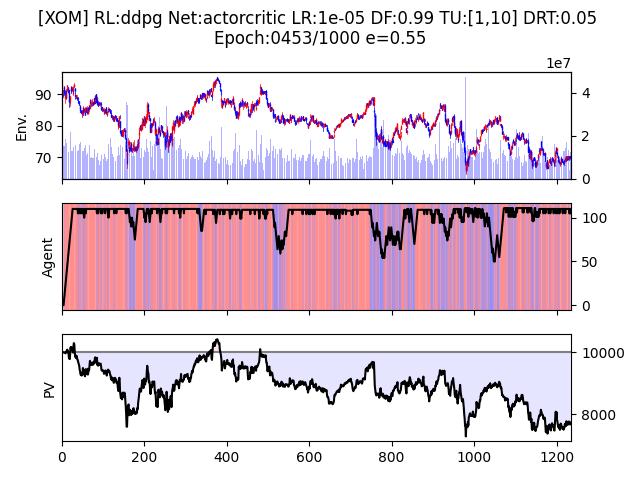 [XOM] RL:ddpg Net:actorcritic LR:1e-05 DF:0.99 TU:[1,10] DRT:0.05
Epoch:0453/1000 e=0.55
1e7
90
80
70
Env.
4
2
0
Agent
100
50
0
PV
10000
8000
0 200 400 600 800 1000 1200